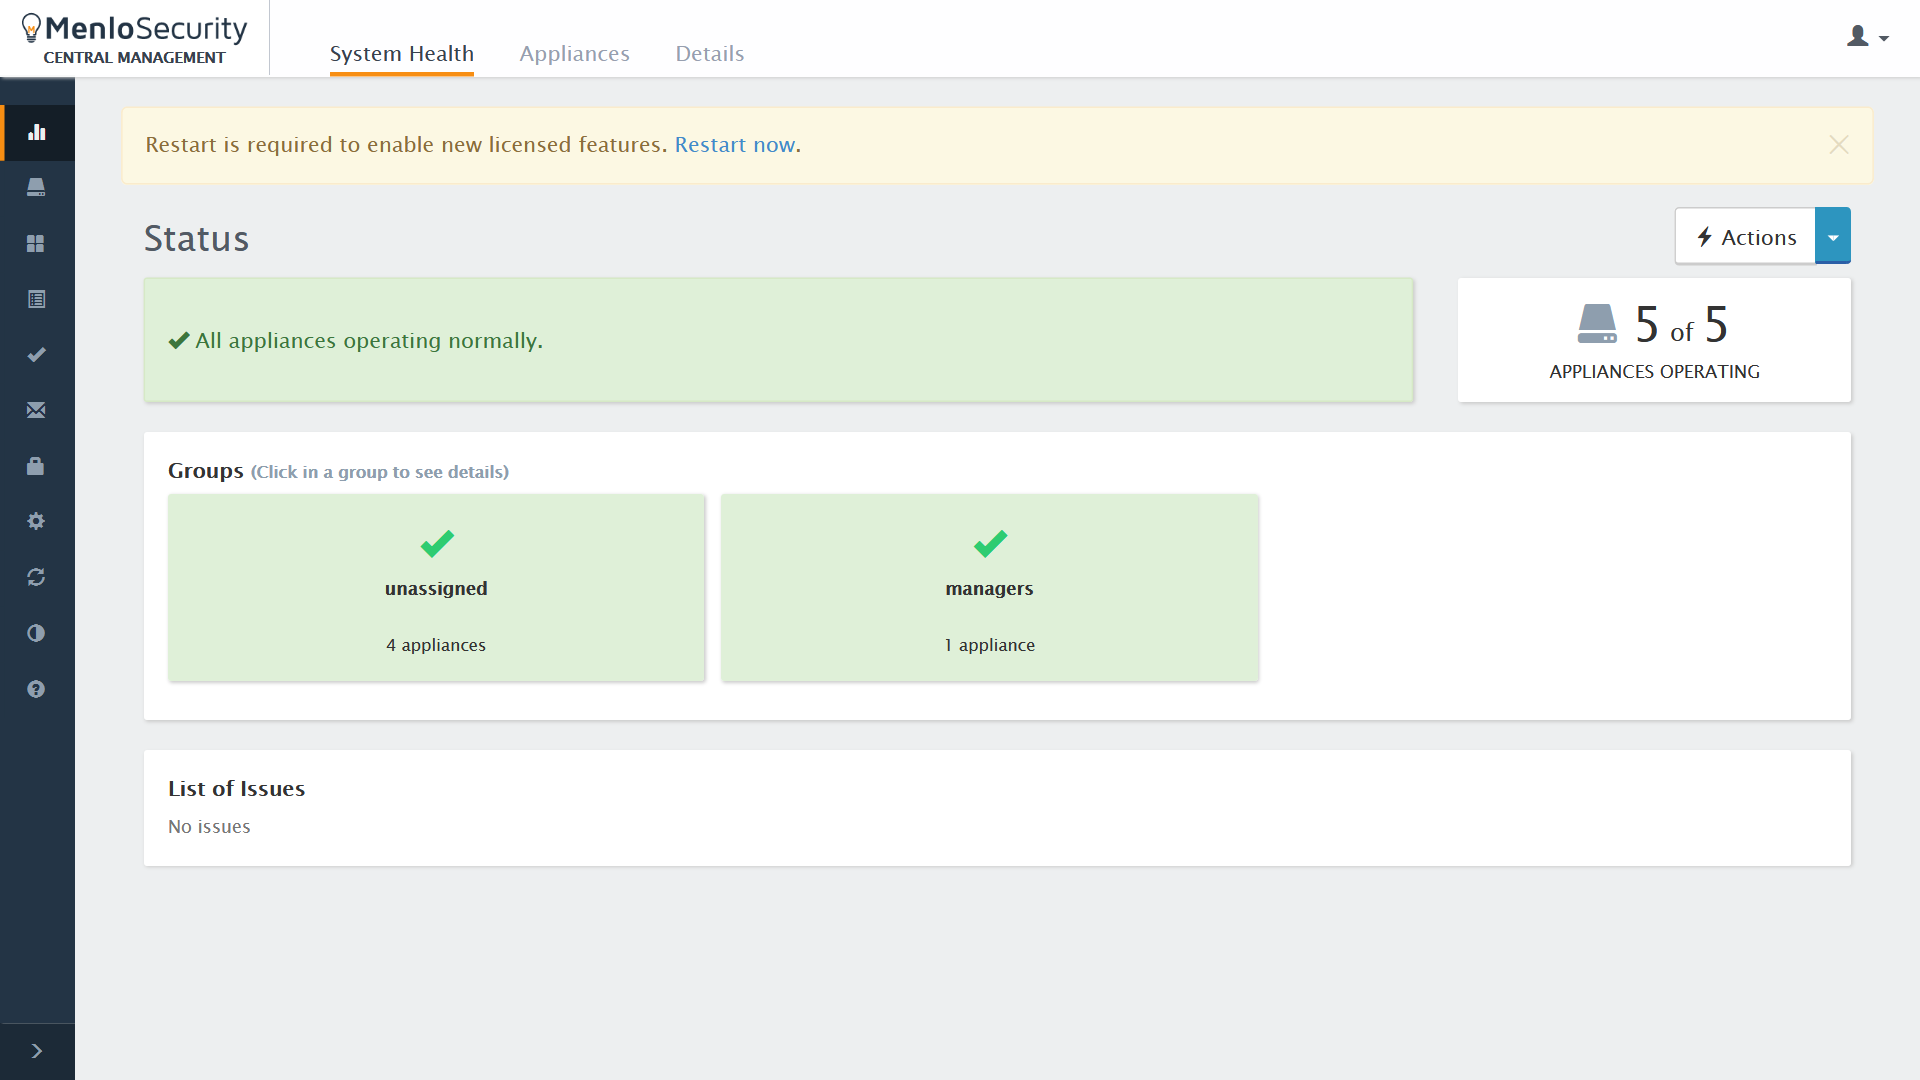 MenloSecurity
CENTRAL MANAGEMENT
System Health
Appliances
Details
Restart is required to enable new licensed features. Restart now.
Status
Actions
All appliances operating normally.
5 of 5
APPLIANCES OPERATING
Groups (Click in a group to see details)
unassigned
4 appliances
managers
1 appliance
List of Issues
No issues